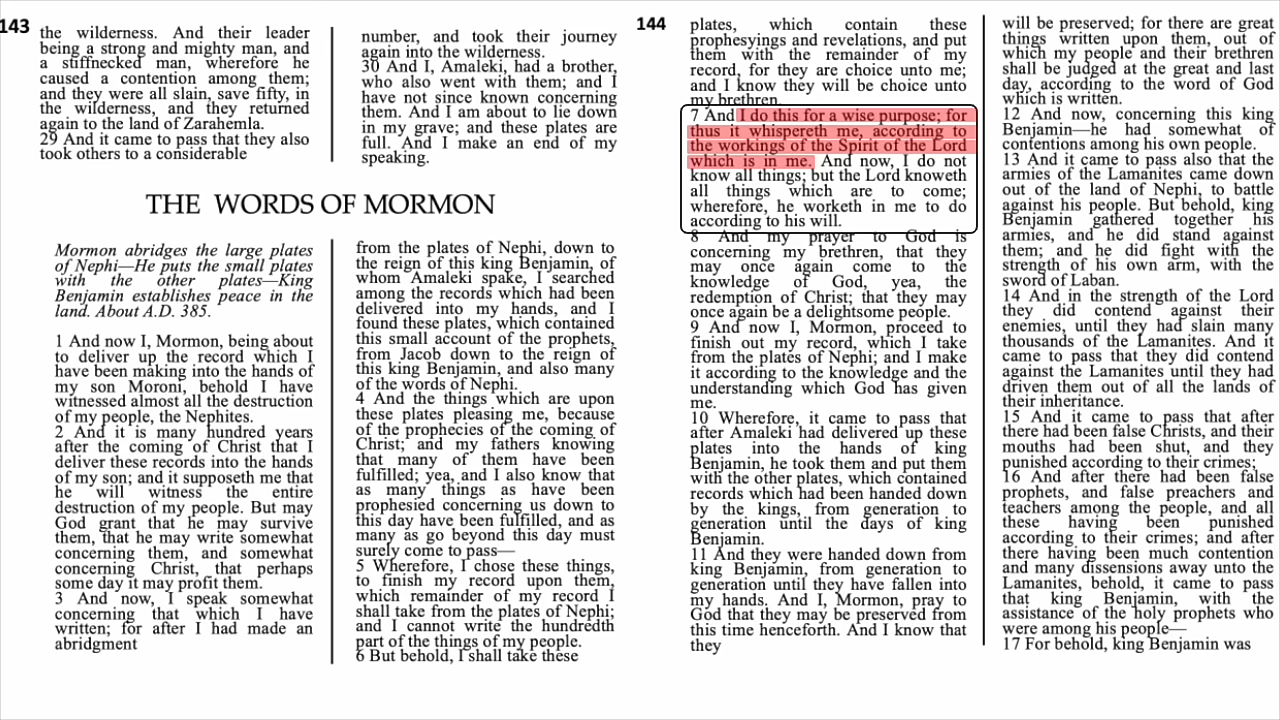 143
the wilderness. And their leader
being a strong and mighty man, and
a stiffnecked man, wherefore he
caused a contention among them;
and they were all slain, save fifty, in
the wilderness, and they returned
again to the land of Zarahemla.
29 And it came to pass that they also
took others to a considerable
number, and took their journey
again into the wilderness.
30 And I, Amaleki, had a brother,
who also went with them; and I
have not since known concerning
them. And I am about to lie down
in my grave; and these plates are
full. And I make an end of my
speaking.
THE WORDS OF MORMON
Mormon abridges the large plates
of Nephi—He puts the small plates
with the other plates—King
Benjamin establishes peace in the
land. About A.D. 385.
1 And now I, Mormon, being about
to deliver up the record which I
have been making into the hands of
my son Moroni, behold I have
witnessed almost all the destruction
of my people, the Nephites.
2 And it is many hundred years
after the coming of Christ that I
deliver these records into the hands
of my son; and it supposeth me that
he will witness the entire
destruction of my people. But may
God grant that he may survive
them, that he may write somewhat
concerning them, and somewhat
concerning Christ, that perhaps
some day it may profit them.
3 And now, I speak somewhat
concerning that which I have
written; for after I had made an
abridgment
from the plates of Nephi, down to
the reign of this king Benjamin, of
whom Amaleki spake, I searched
among the records which had been
delivered into my hands, and I
found these plates, which contained
this small account of the prophets,
from Jacob down to the reign of
this king Benjamin, and also many
of the words of Nephi.
4 And the things which are upon
these plates pleasing me, because
of the prophecies of the coming of
Christ; and my fathers knowing
that many of them have been
fulfilled; yea, and I also know that
as many things as have been
prophesied concerning us down to
this day have been fulfilled, and as
many as go beyond this day must
surely come to pass—
5 Wherefore, I chose these things,
to finish my record upon them,
which remainder of my record I
shall take from the plates of Nephi;
and I cannot write the hundredth
part of the things of my people.
6 But behold, I shall take these
144
plates, which contain these
prophesyings and revelations, and put
them with the remainder of my
record, for they are choice unto me;
and I know they will be choice unto
my brethren.
7 And I do this for a wise purpose; for
thus it whispereth me, according to
the workings of the Spirit of the Lord
which is in me. And now, I do not
know all things; but the Lord knoweth
all things which are to come;
wherefore, he worketh in me to do
according to his will.
8 And my prayer to God is
concerning my brethren, that they
may once again come to the
knowledge of God, yea, the
redemption of Christ; that they may
once again be a delightsome people.
9 And now I, Mormon, proceed to
finish out my record, which I take
from the plates of Nephi; and I make
it according to the knowledge and the
understanding which God has given
me.
10 Wherefore, it came to pass that
after Amaleki had delivered up these
plates into the hands of king
Benjamin, he took them and put them
with the other plates, which contained
records which had been handed down
by the kings, from generation to
generation until the days of king
Benjamin.
11 And they were handed down from
king Benjamin, from generation to
generation until they have fallen into
my hands. And I, Mormon, pray to
God that they may be preserved from
this time henceforth. And I know that
they
will be preserved; for there are great
things written upon them, out of
which my people and their brethren
shall be judged at the great and last
day, according to the word of God
which is written.
12 And now, concerning this king
Benjamin—he had somewhat of
contentions among his own people.
13 And it came to pass also that the
armies of the Lamanites came down
out of the land of Nephi, to battle
against his people. But behold, king
Benjamin gathered together his
armies, and he did stand against
them; and he did fight with the
strength of his own arm, with the
sword of Laban.
14 And in the strength of the Lord
they did contend against their
enemies, until they had slain many
thousands of the Lamanites. And it
came to pass that they did contend
against the Lamanites until they had
driven them out of all the lands of
their inheritance.
15 And it came to pass that after
there had been false Christs, and their
mouths had been shut, and they
punished according to their crimes;
16 And after there had been false
prophets, and false preachers and
teachers among the people, and all
these having been punished
according to their crimes; and after
there having been much contention
and many dissensions away unto the
Lamanites, behold, it came to pass
that king Benjamin, with the
assistance of the holy prophets who
were among his people—
17 For behold, king Benjamin was